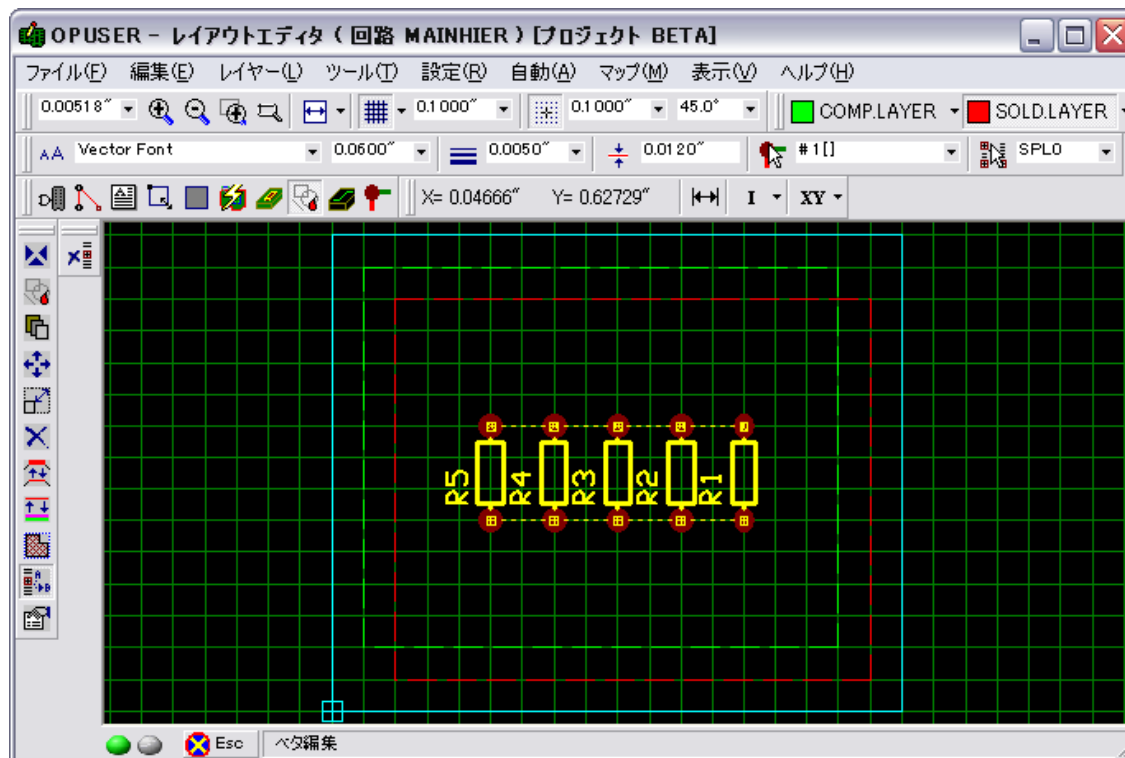 OPUSER - レイアウトエディタ ( 回路 MAINHIER ) [プロジェクト BETA]
ファイル(F) 編集(E) レイヤー(L) ツール(T) 設定(R) 自動(A) マップ(M) 表示(V) ヘルプ(H)
0.00518" 0.1000" 0.1000" 45.0° COMP.LAYER SOLD.LAYER
AA Vector Font 0.0600" 0.0050" 0.0120" #1[] SPL0
X= 0.04666" Y= 0.62729" I XY
R5 R4 R3 R2 R1
Esc ベタ編集